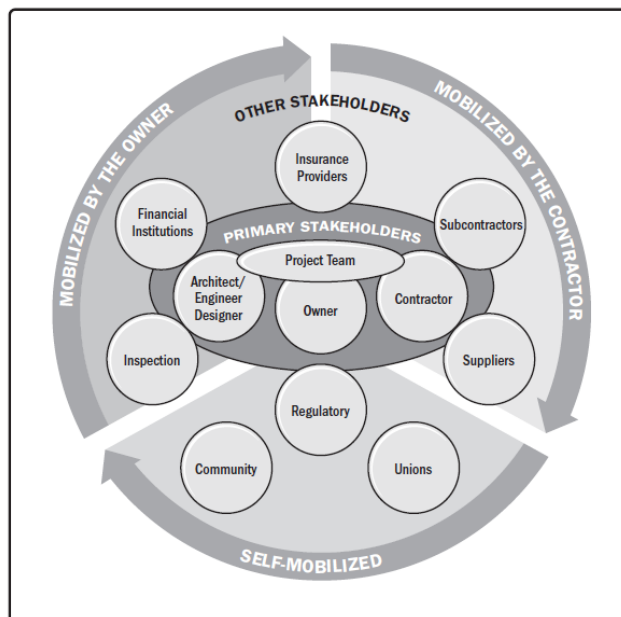 OTHER STAKEHOLDERS
MOBILIZED BY THE OWNER
MOBILIZED BY THE CONTRACTOR
Insurance
Providers
Financial
Institutions
Subcontractors
PRIMARY STAKEHOLDERS
Project Team
Architect/
Engineer
Designer
Owner
Contractor
Inspection
Suppliers
Regulatory
Community
Unions
SELF-MOBILIZED